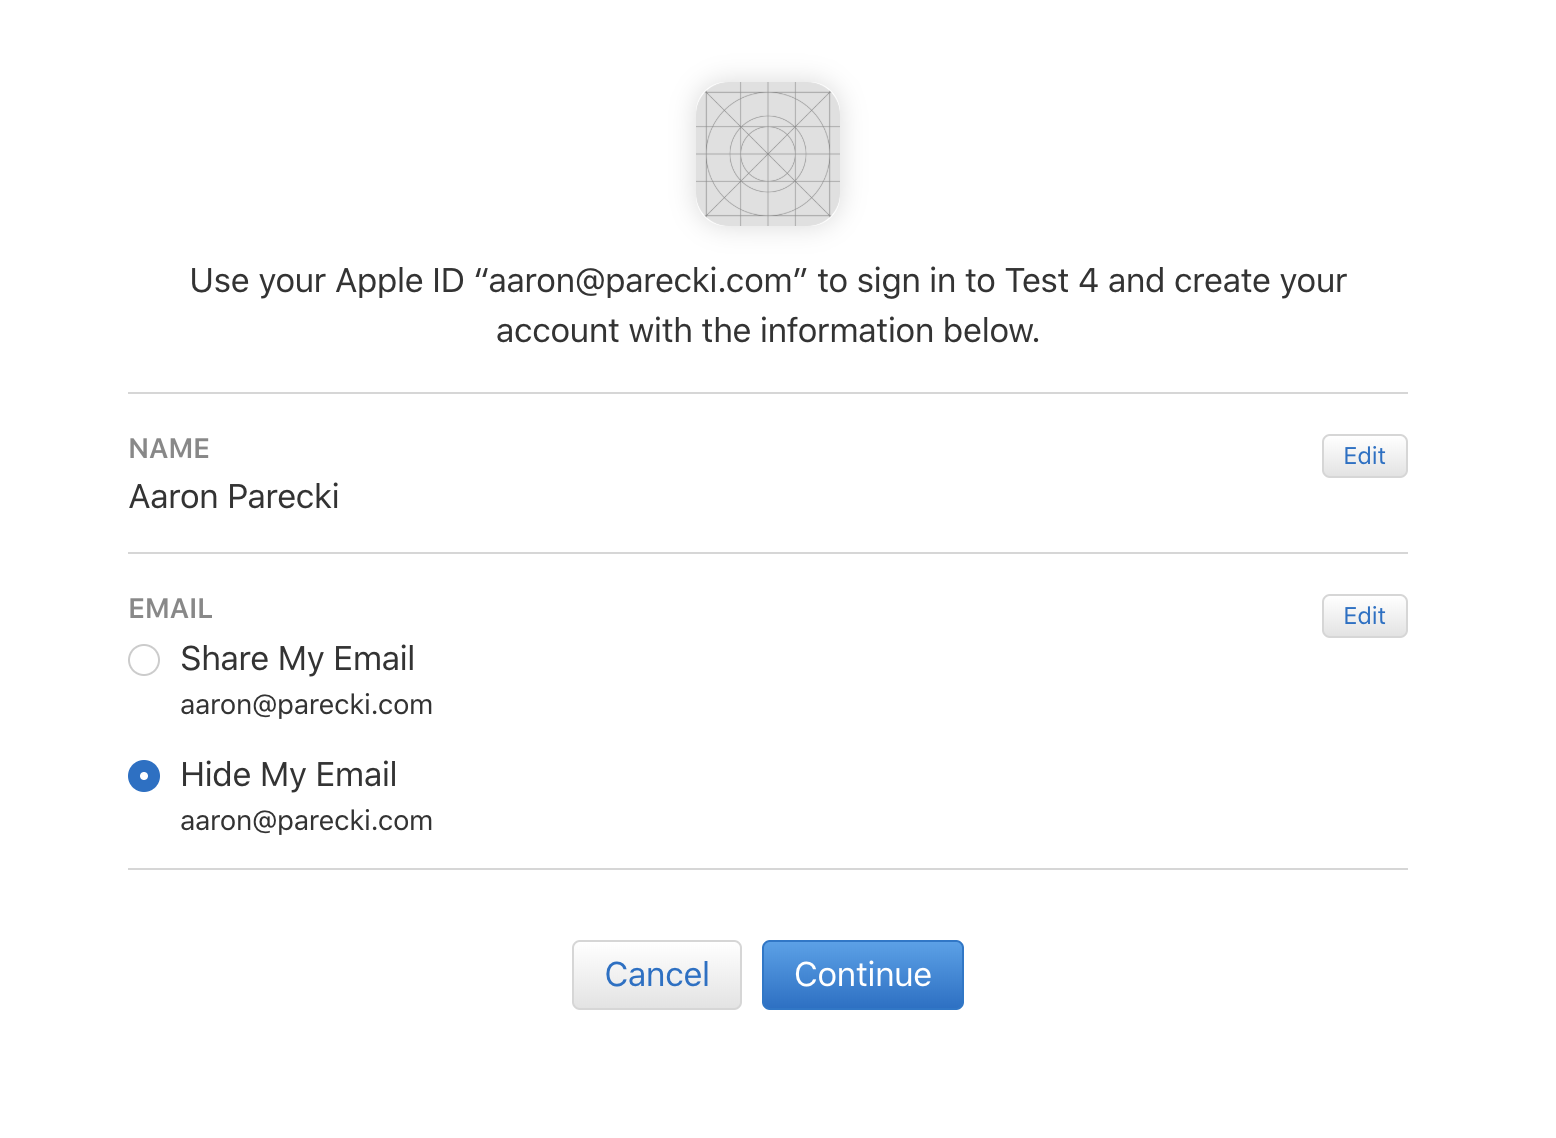 Use your Apple ID “aaron@parecki.com” to sign in to Test 4 and create your
account with the information below.
NAME
Edit
Aaron Parecki
EMAIL
Edit
Share My Email
aaron@parecki.com
Hide My Email
aaron@parecki.com
Cancel
Continue